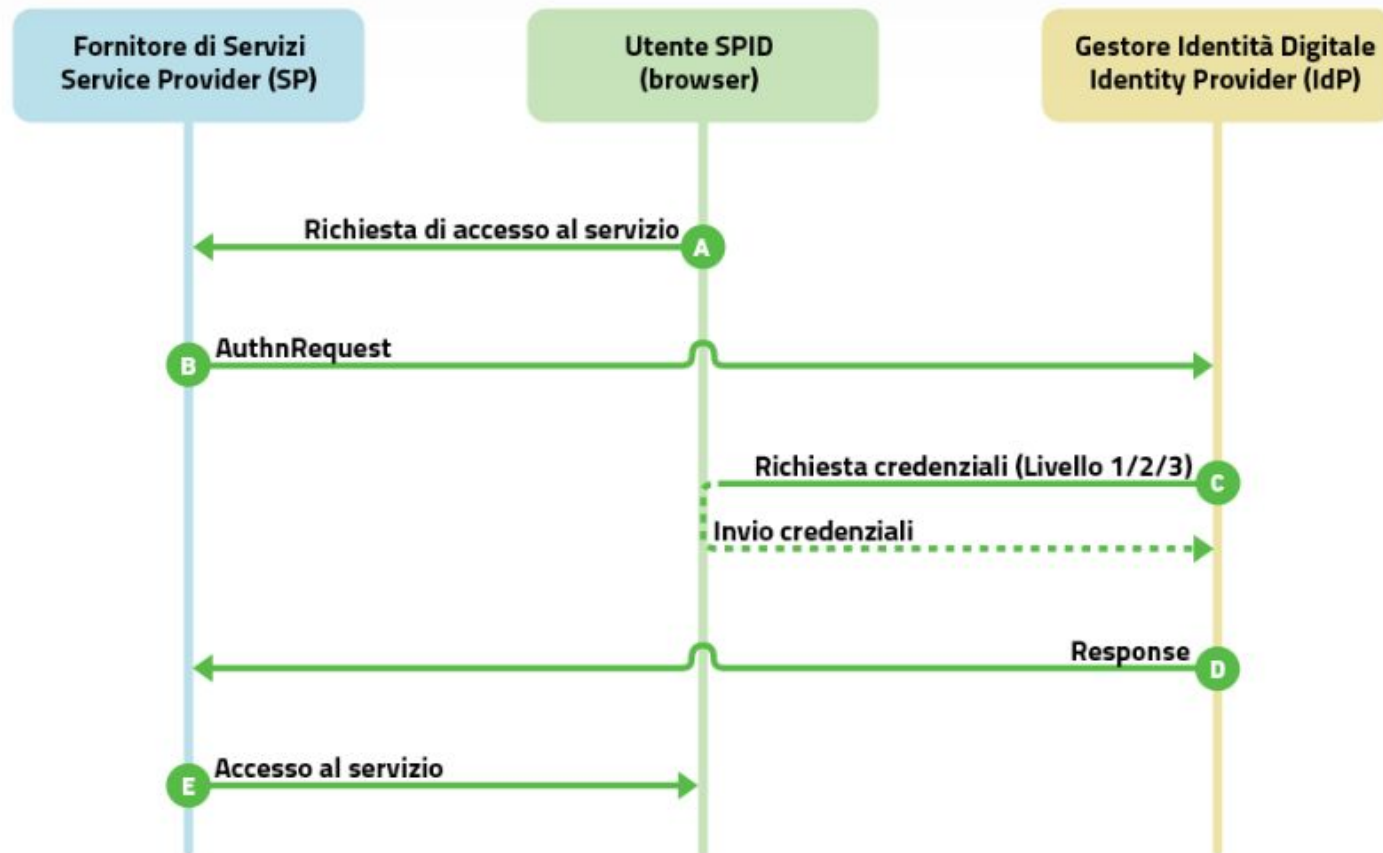 Fornitore di Servizi
Service Provider (SP)
Utente SPID
(browser)
Gestore Identità Digitale
Identity Provider (IdP)
Richiesta di accesso al servizio
A
B
AuthnRequest
Richiesta credenziali (Livello 1/2/3)
C
Invio credenziali
Response
D
E
Accesso al servizio